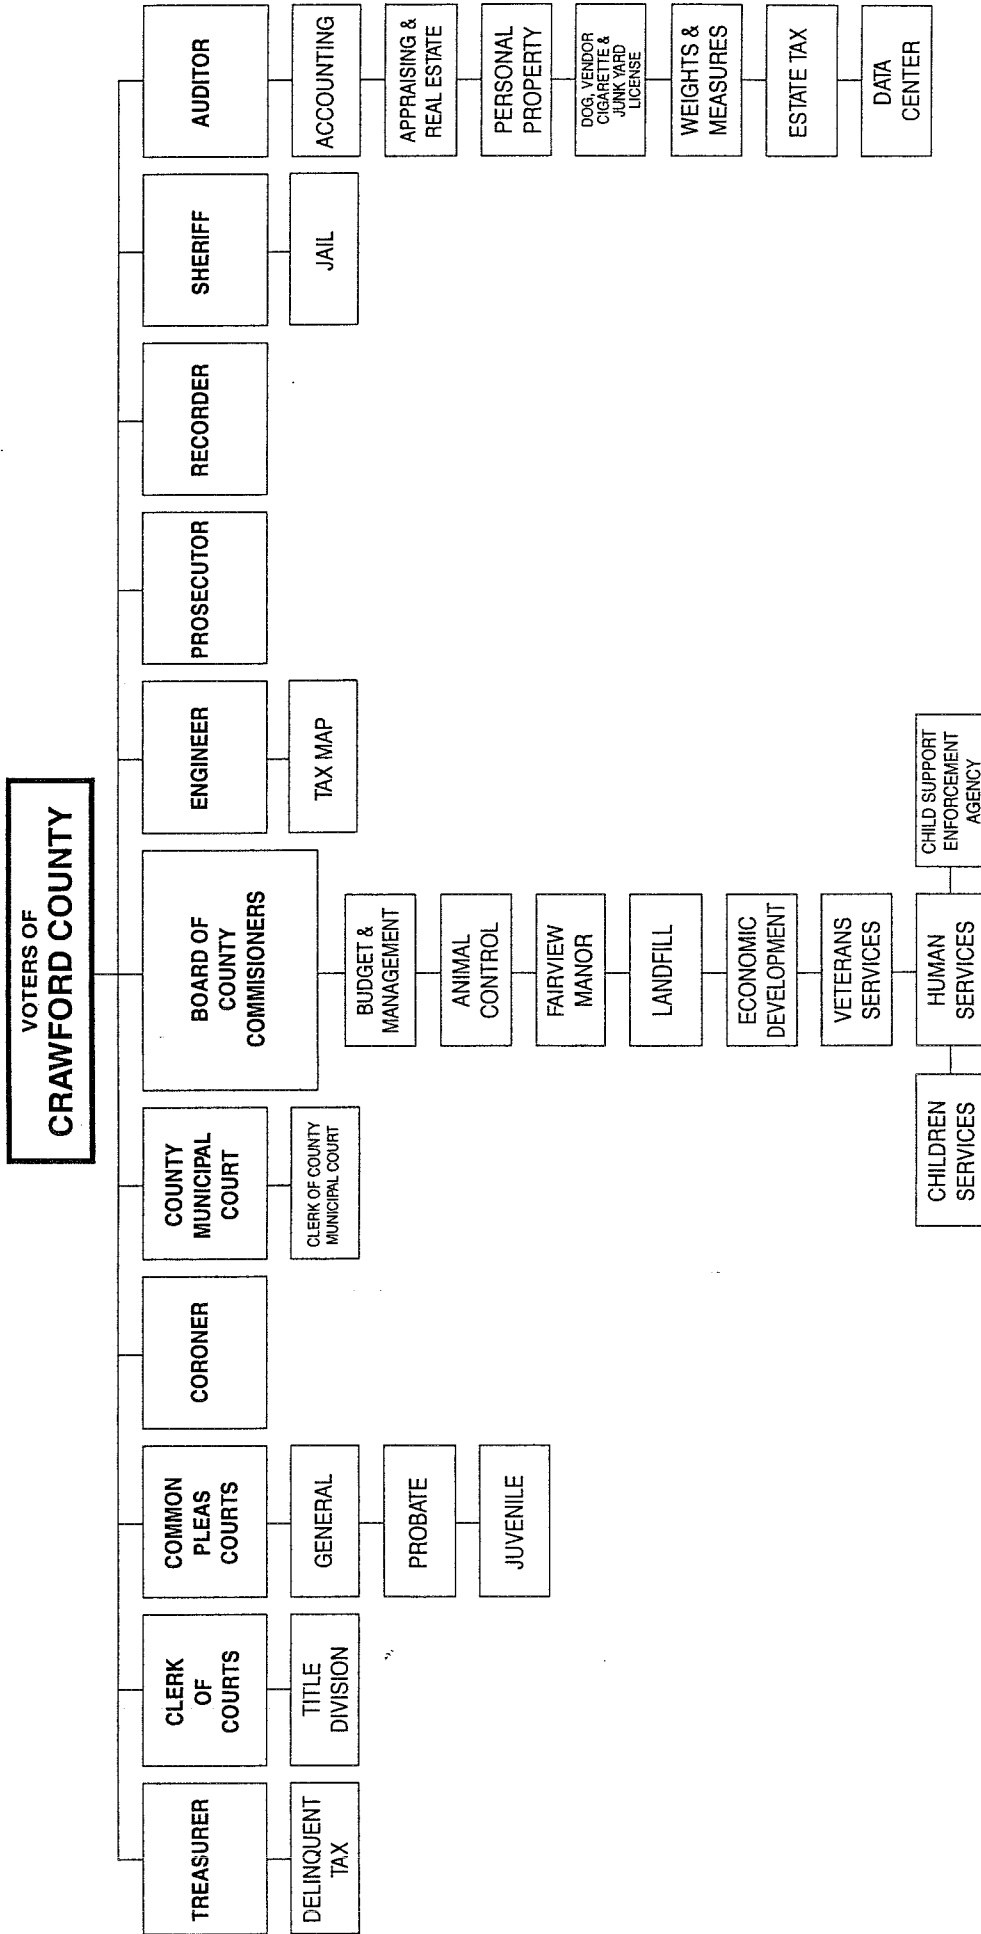 VOTERS OF
CRAWFORD COUNTY
TREASURER
DELINQUENT
TAX
CLERK
OF
COURTS
TITLE
DIVISION
COMMON
PLEAS
COURTS
GENERAL
PROBATE
JUVENILE
CORONER
COUNTY
MUNICIPAL
COURT
CLERK OF COUNTY
MUNICIPAL COURT
BOARD OF
COUNTY
COMMISIONERS
BUDGET &
MANAGEMENT
ANIMAL
CONTROL
FAIRVIEW
MANOR
LANDFILL
ECONOMIC
DEVELOPMENT
VETERANS
SERVICES
CHILDREN
SERVICES
HUMAN
SERVICES
CHILD SUPPORT
ENFORCEMENT
AGENCY
ENGINEER
TAX MAP
PROSECUTOR
RECORDER
SHERIFF
JAIL
AUDITOR
ACCOUNTING
APPRAISING &
REAL ESTATE
PERSONAL
PROPERTY
DOG, VENDOR
CIGARETTE &
JUNK YARD
LICENSE
WEIGHTS &
MEASURES
ESTATE TAX
DATA
CENTER